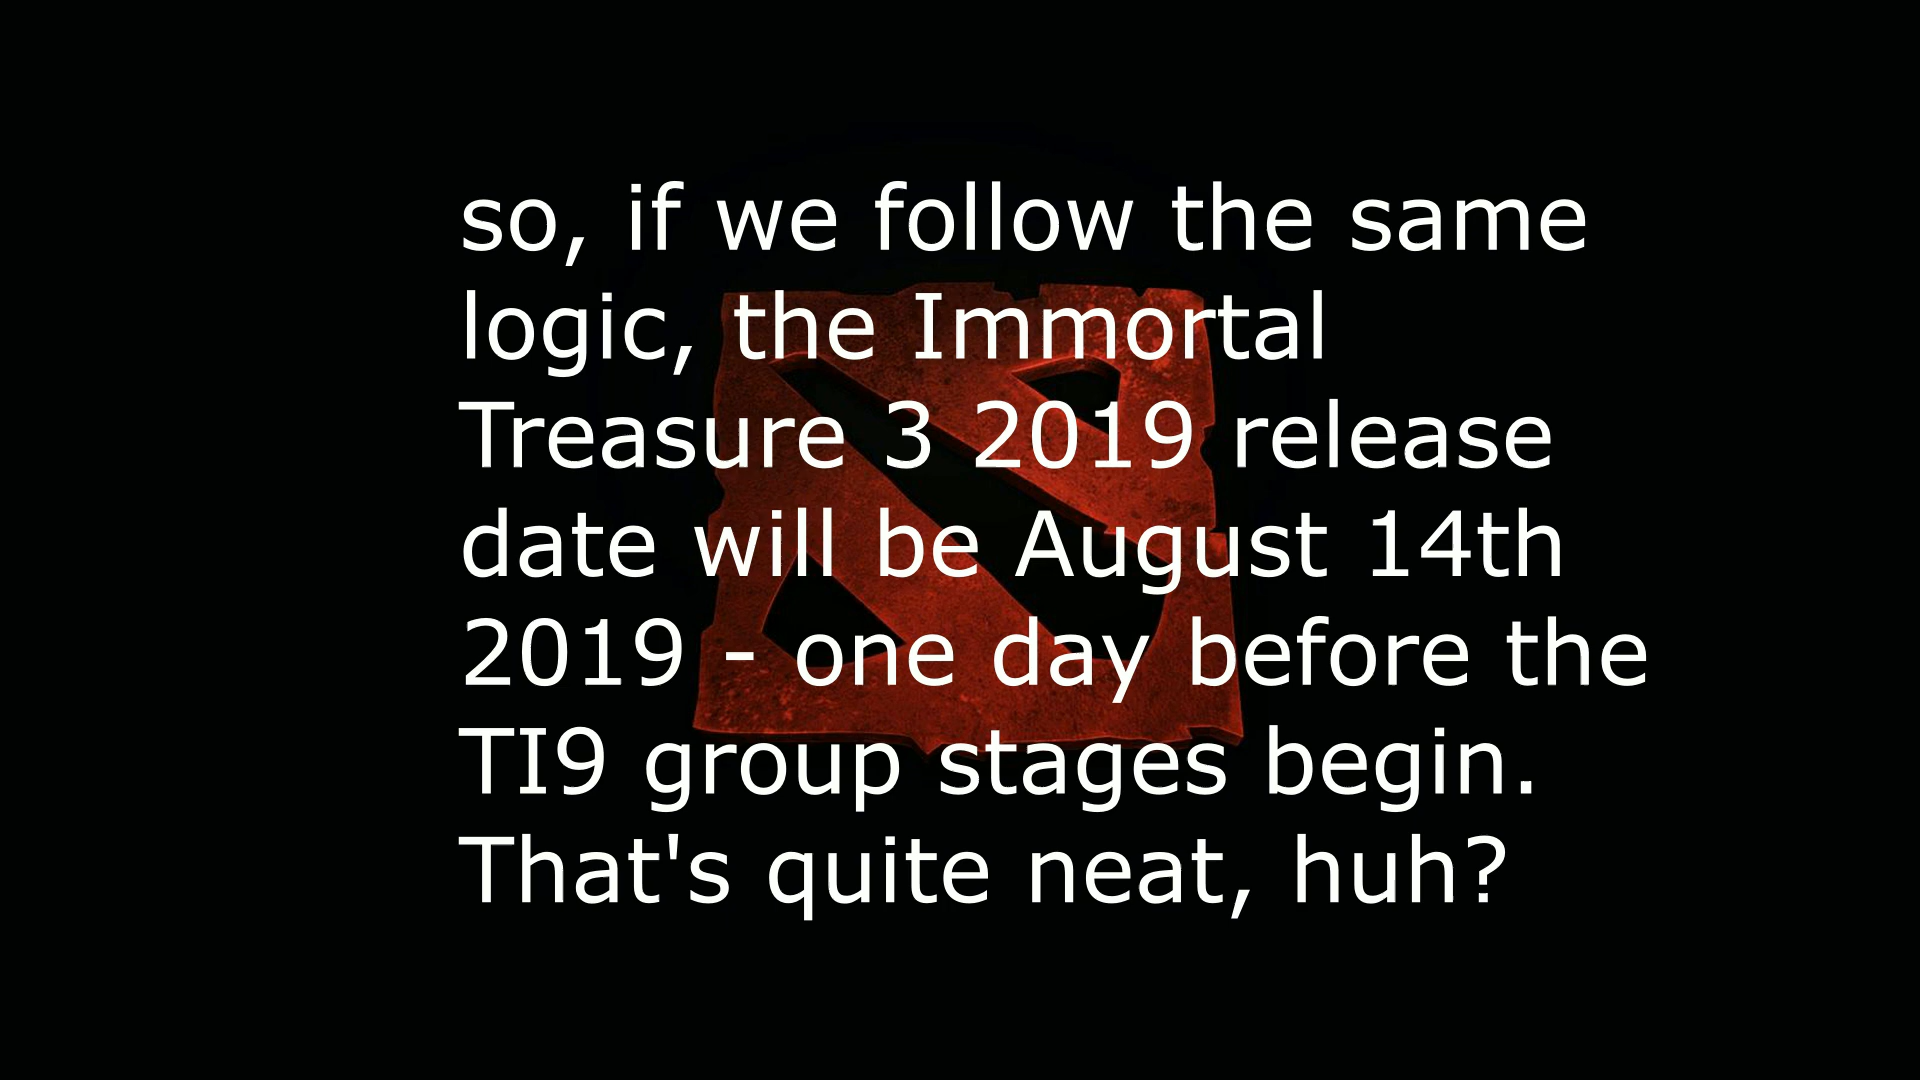 so, if we follow the same
logic, the Immortal
Treasure 3 2019 release
date will be August 14th
2019 - one day before the
TI9 group stages begin.
That's quite neat, huh?